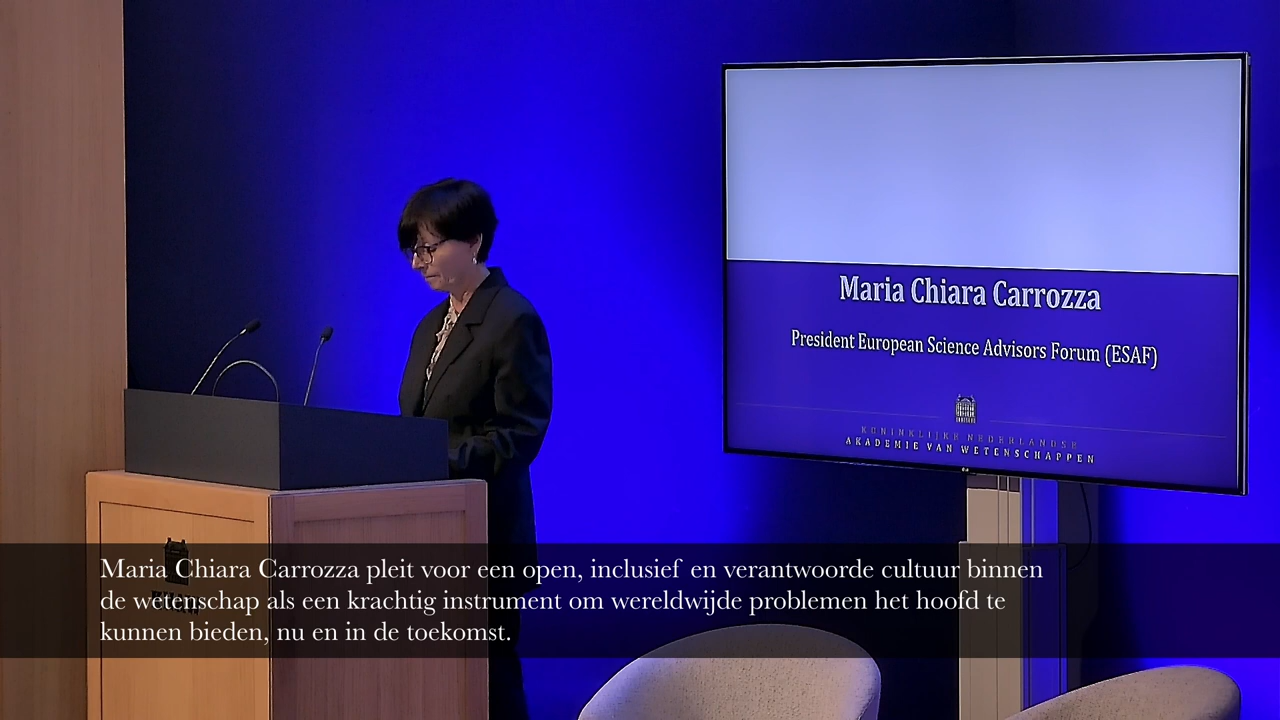 Maria Chiara Carrozza
President European Science Advisors Forum (ESAF)
KONINKLIJKE NEDERLANDSE
AKADEMIE VAN WETENSCHAPPEN
Maria Chiara Carrozza pleit voor een open, inclusief en verantwoorde cultuur binnen
de wetenschap als een krachtig instrument om wereldwijde problemen het hoofd te
kunnen bieden, nu en in de toekomst.